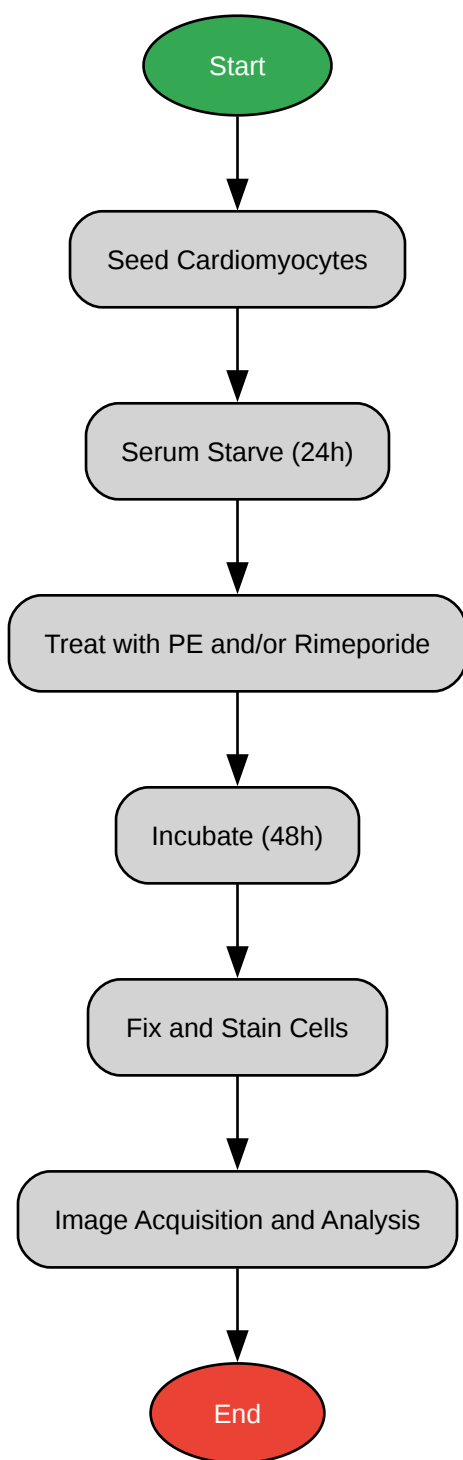 Start
Seed Cardiomyocytes
Serum Starve (24h)
Treat with PE and/or Rimeporide
Incubate (48h)
Fix and Stain Cells
Image Acquisition and Analysis
End